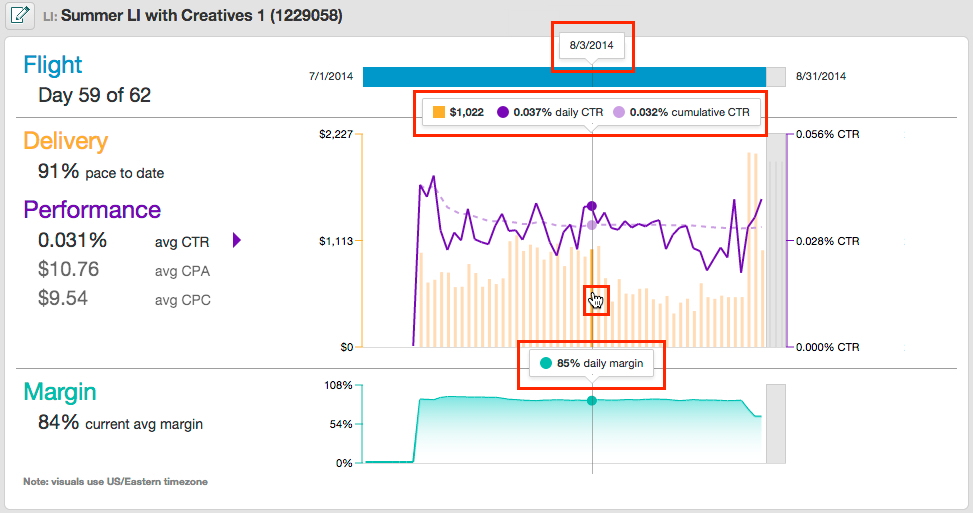 LI: Summer LI with Creatives 1 (1229058)
8/3/2014
Flight
7/1/2014
8/31/2014
Day 59 of 62
$1,022 0.037% daily CTR 0.032% cumulative CTR
Delivery
$2,227
0.056% CTR
91% pace to date
Performance
0.031% avg CTR
$1,113
0.028% CTR
$10.76 avg CPA
$9.54 avg CPC
$0
0.000% CTR
85% daily margin
Margin
108%
84% current avg margin
54%
0%
Note: visuals use US/Eastern timezone